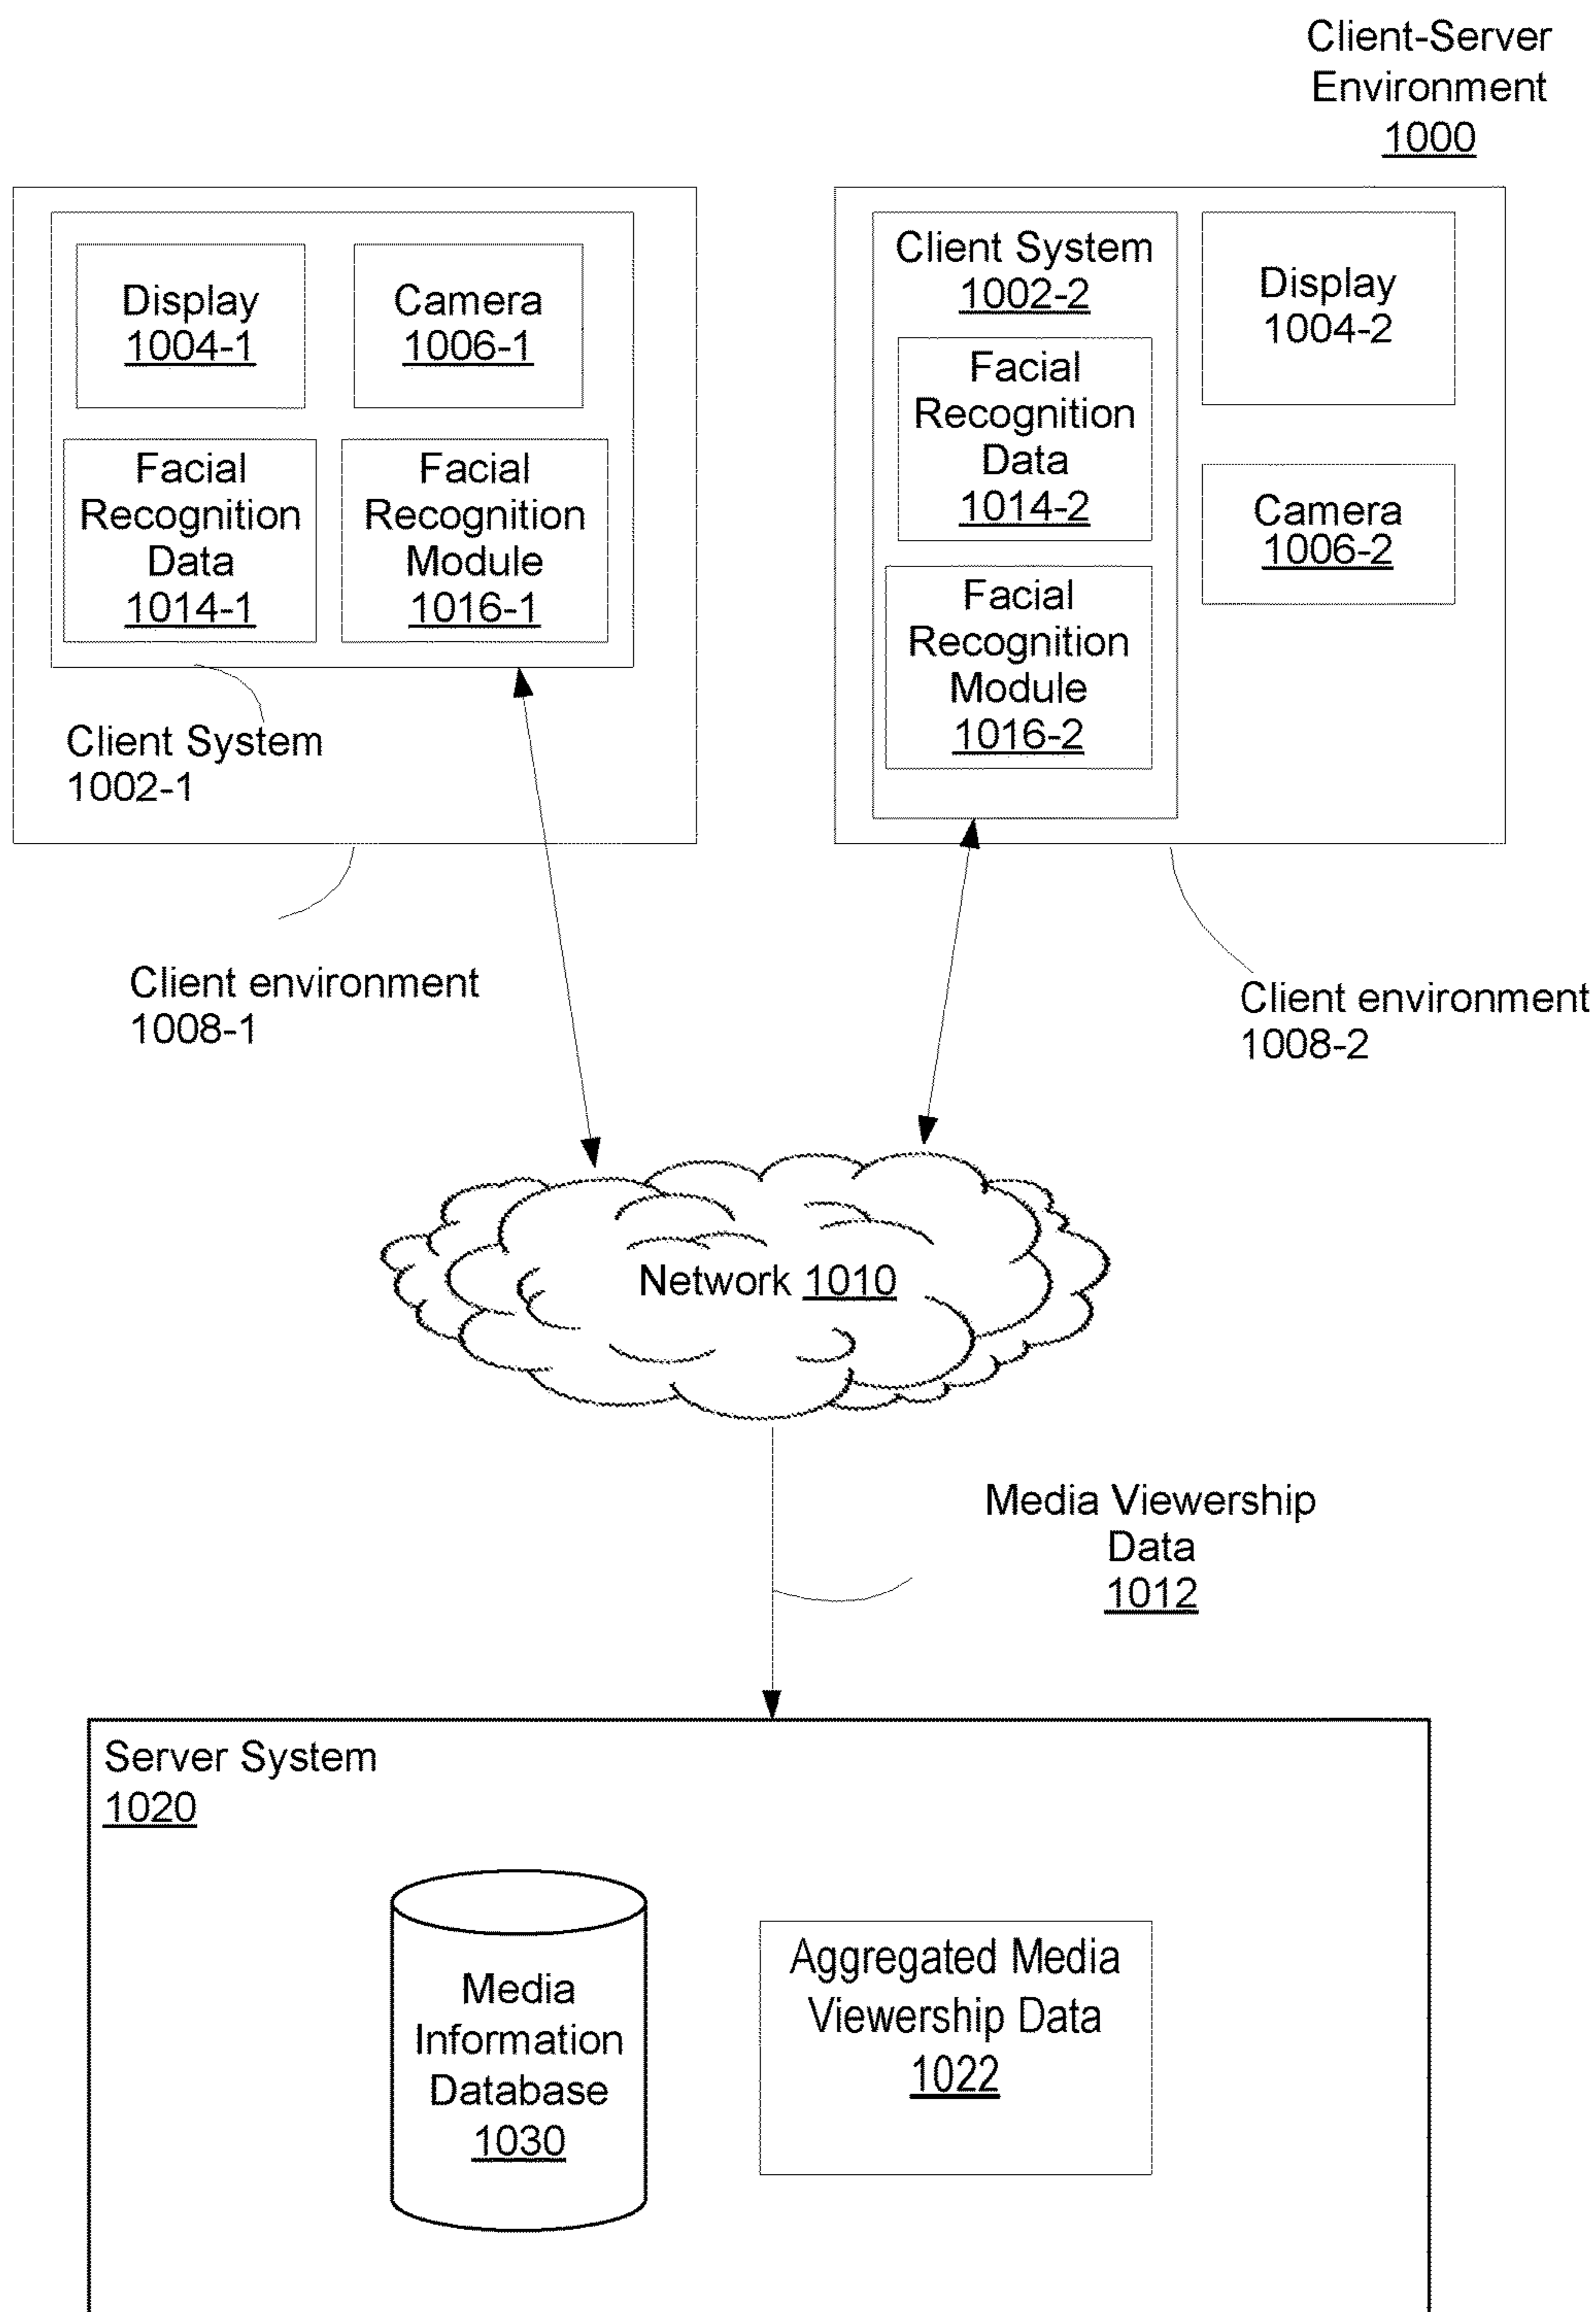 Client-Server
Environment
1000
Display
1004-1
Camera
1006-1
Facial
Recognition
Data
1014-1
Facial
Recognition
Module
1016-1
Client System
1002-1
Client environment
1008-1
Client System
1002-2
Facial
Recognition
Data
1014-2
Facial
Recognition
Module
1016-2
Display
1004-2
Camera
1006-2
Client environment
1008-2
Network 1010
Media Viewership
Data
1012
Server System
1020
Media
Information
Database
1030
Aggregated Media
Viewership Data
1022